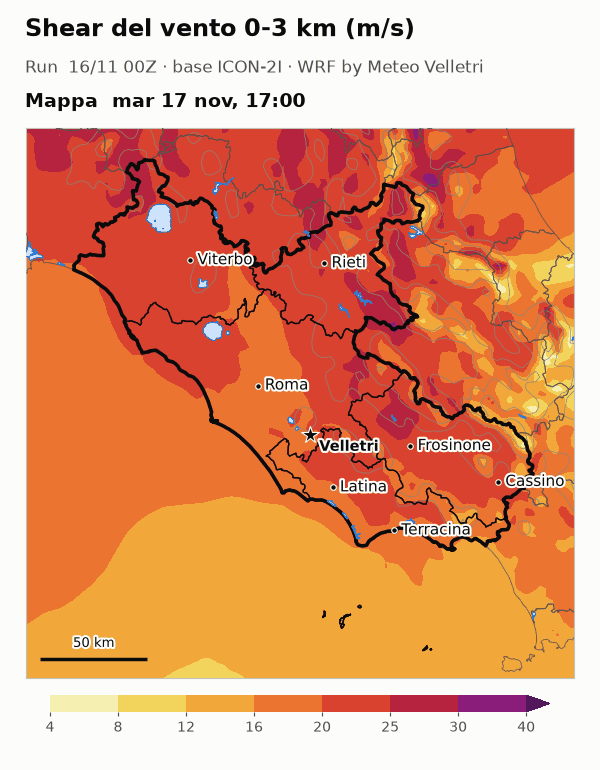 Shear del vento 0-3 km (m/s)
Run  16/11 00Z · base ICON-2I · WRF by Meteo Velletri
Mappa  mar 17 nov, 17:00
Viterbo
Rieti
Roma
Velletri
Frosinone
Latina
Cassino
Terracina
50 km
4 8 12 16 20 25 30 40